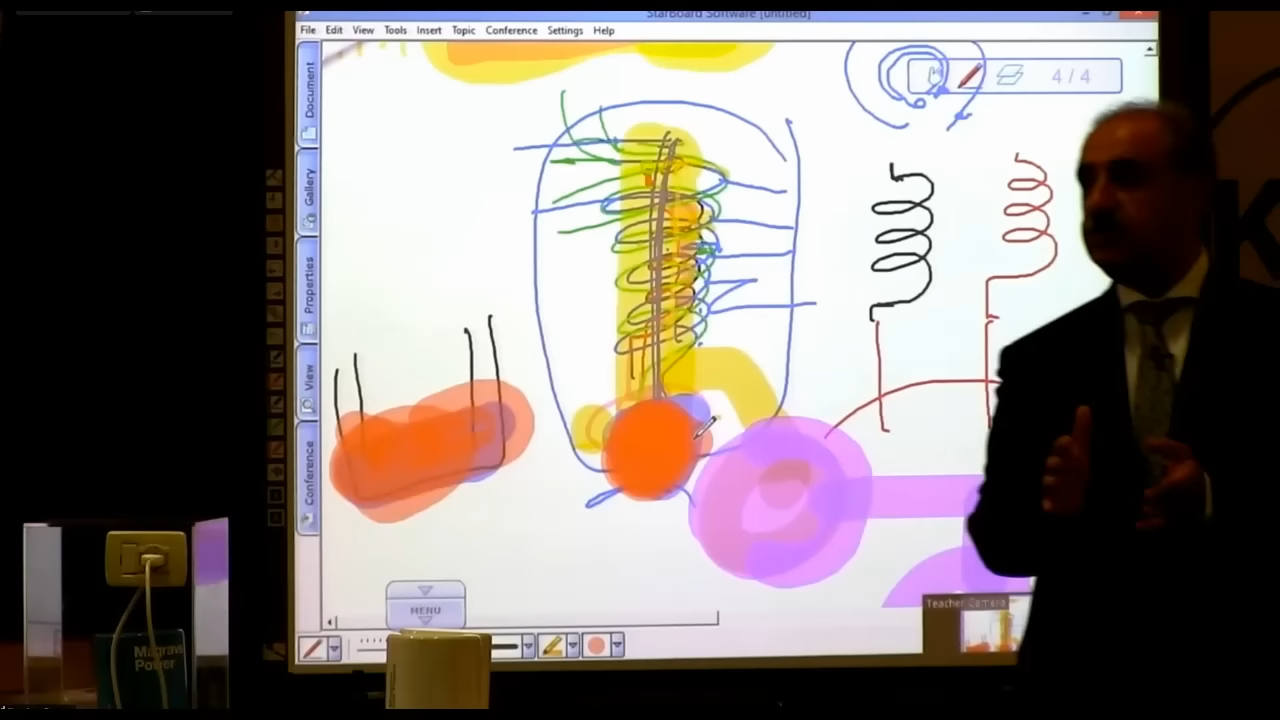 StarBoard Software [untitled]
File Edit View Tools Insert Topic Conference Settings Help
4 / 4
Document
Gallery
Properties
View
Conference
MENU
Teacher Camera
Magrav
Power
K